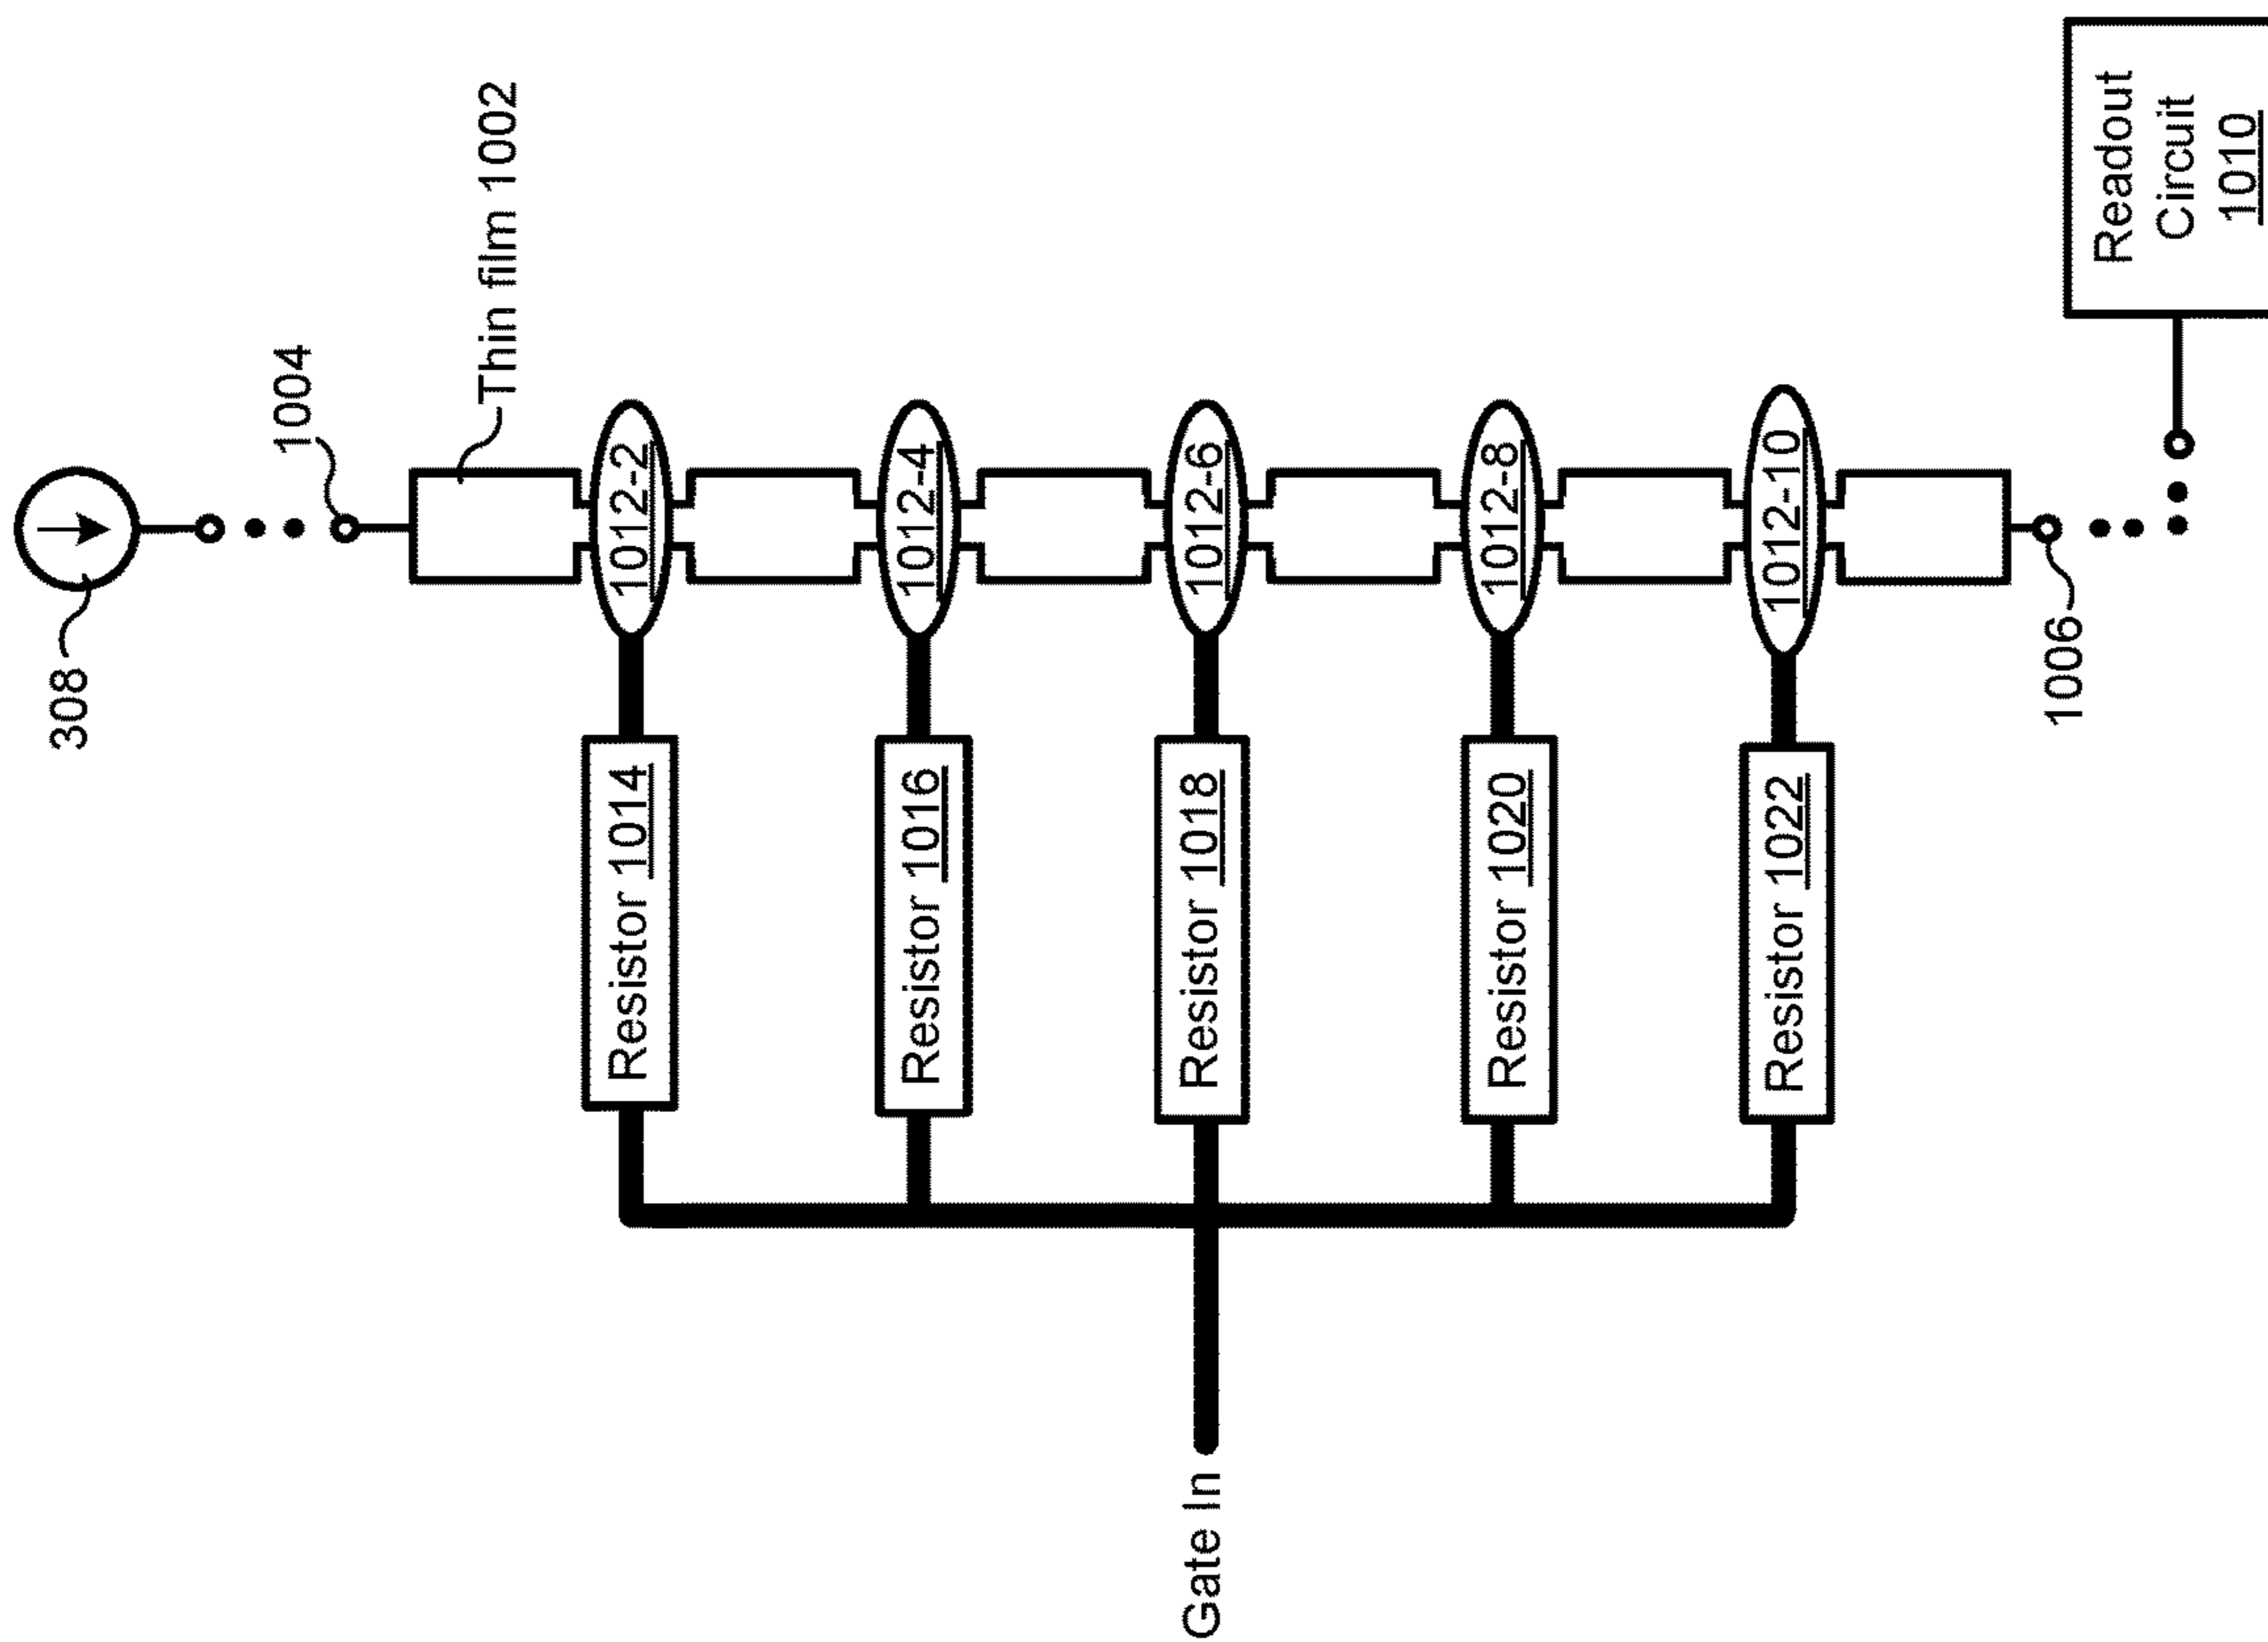 308
1004
Thin film 1002
1012-2
1012-4
1012-6
1012-8
1012-10
Resistor 1014
Resistor 1016
Resistor 1018
Resistor 1020
Resistor 1022
Gate In
1006
Readout
Circuit
1010